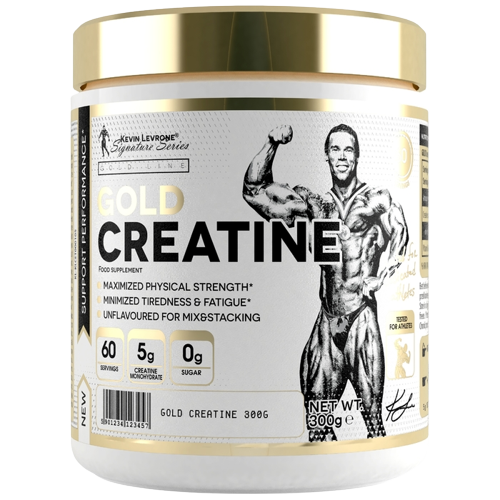 KEVIN LEVRONE®
Signature Series
GOLD LINE
GOLD
CREATINE
FOOD SUPPLEMENT
MAXIMIZED PHYSICAL STRENGTH*
MINIMIZED TIREDNESS & FATIGUE*
UNFLAVOURED FOR MIX&STACKING
60
SERVINGS
5g
CREATINE
MONOHYDRATE
0g
SUGAR
GOLD CREATINE 300G
NET WT.
300g e
TESTED
FOR ATHLETES
SUPPORT PERFORMANCE*
NEW